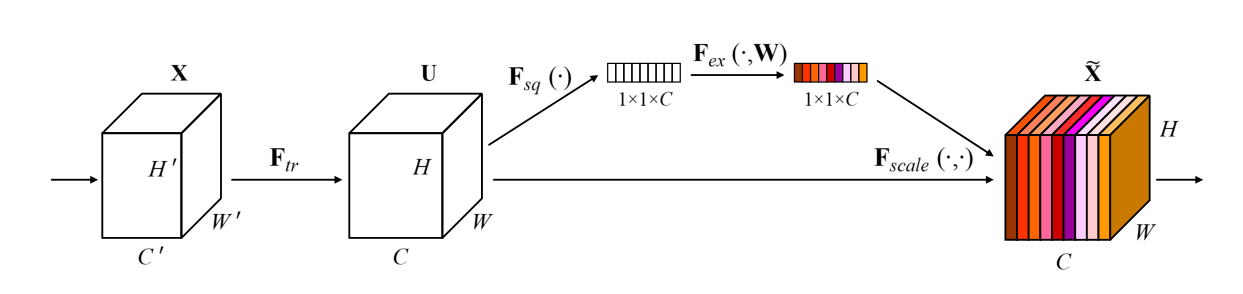 X
H′
W′
C′
F_tr
U
H
W
C
F_sq (·)
1×1×C
F_ex (·,W)
1×1×C
F_scale (·,·)
X̃
H
W
C